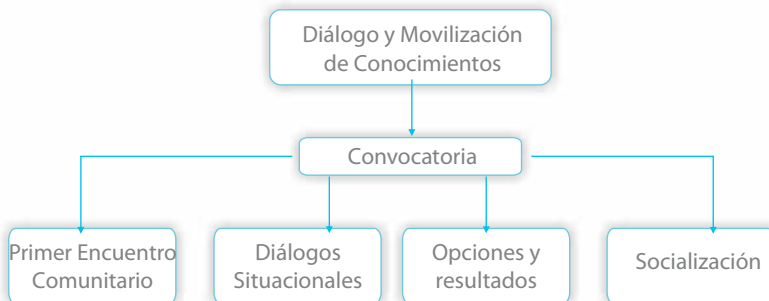 Diálogo y Movilización
de Conocimientos
Convocatoria
Primer Encuentro
Comunitario
Diálogos
Situacionales
Opciones y
resultados
Socialización